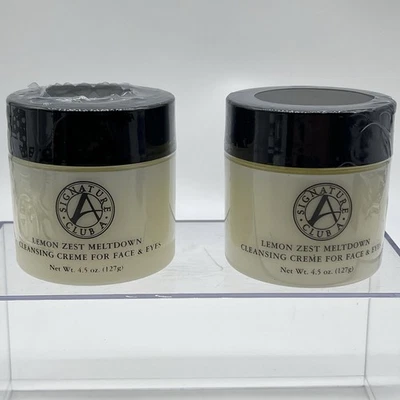 SIGNATURE
CLUB A
LEMON ZEST MELTDOWN
CLEANSING CREME FOR FACE & EYES
Net Wt. 4.5 oz. (127g)
SIGNATURE
CLUB A
LEMON ZEST MELTDOWN
CLEANSING CREME FOR FACE & EYES
Net Wt. 4.5 oz. (127g)